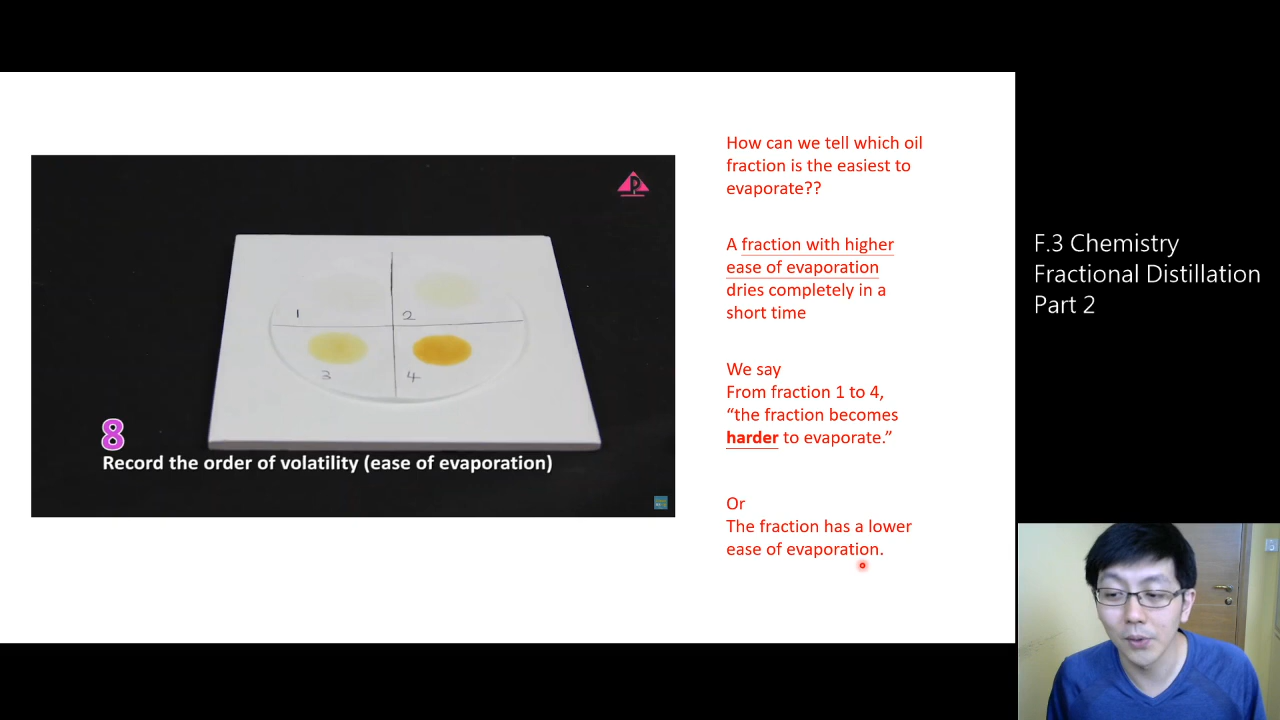 How can we tell which oil
fraction is the easiest to
evaporate??
A fraction with higher
ease of evaporation
dries completely in a
short time
We say
From fraction 1 to 4,
“the fraction becomes
harder to evaporate.”
Or
The fraction has a lower
ease of evaporation.
P
1
2
3
4
8
Record the order of volatility (ease of evaporation)
F.3 Chemistry
Fractional Distillation
Part 2